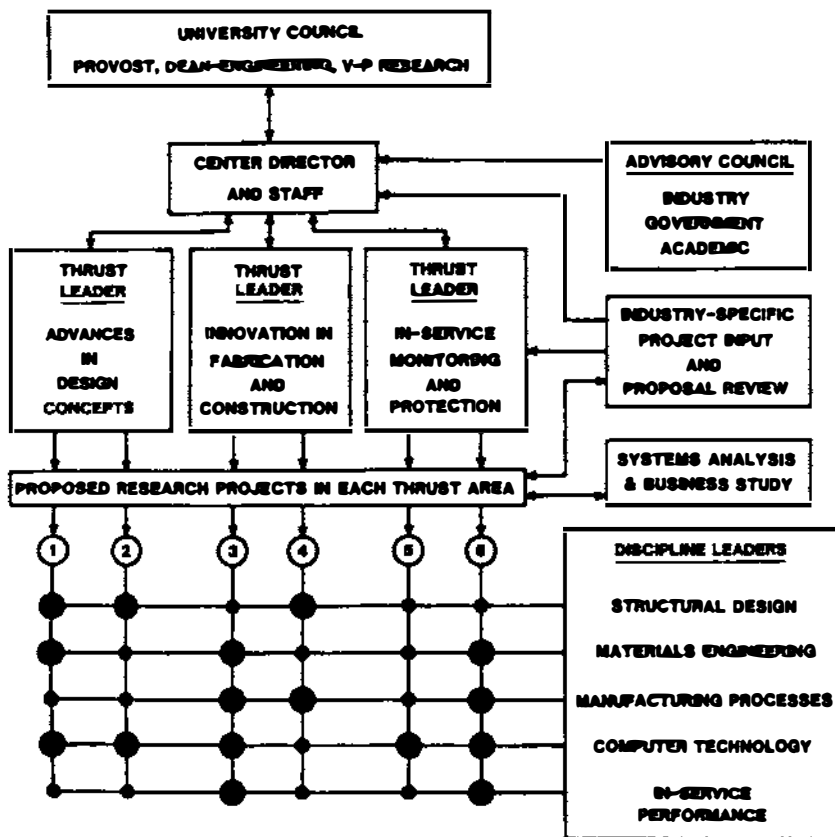 UNIVERSITY COUNCIL
PROVOST, DEAN-ENGINEERING, V-P RESEARCH
CENTER DIRECTOR
AND STAFF
ADVISORY COUNCIL
INDUSTRY
GOVERNMENT
ACADEMIC
THRUST
LEADER
ADVANCES
IN
DESIGN
CONCEPTS
THRUST
LEADER
INNOVATION IN
FABRICATION
AND
CONSTRUCTION
THRUST
LEADER
IN-SERVICE
MONITORING
AND
PROTECTION
INDUSTRY-SPECIFIC
PROJECT INPUT
AND
PROPOSAL REVIEW
PROPOSED RESEARCH PROJECTS IN EACH THRUST AREA
SYSTEMS ANALYSIS
& BUSINESS STUDY
1 2 3 4 5 6
DISCIPLINE LEADERS
STRUCTURAL DESIGN
MATERIALS ENGINEERING
MANUFACTURING PROCESSES
COMPUTER TECHNOLOGY
IN-SERVICE
PERFORMANCE